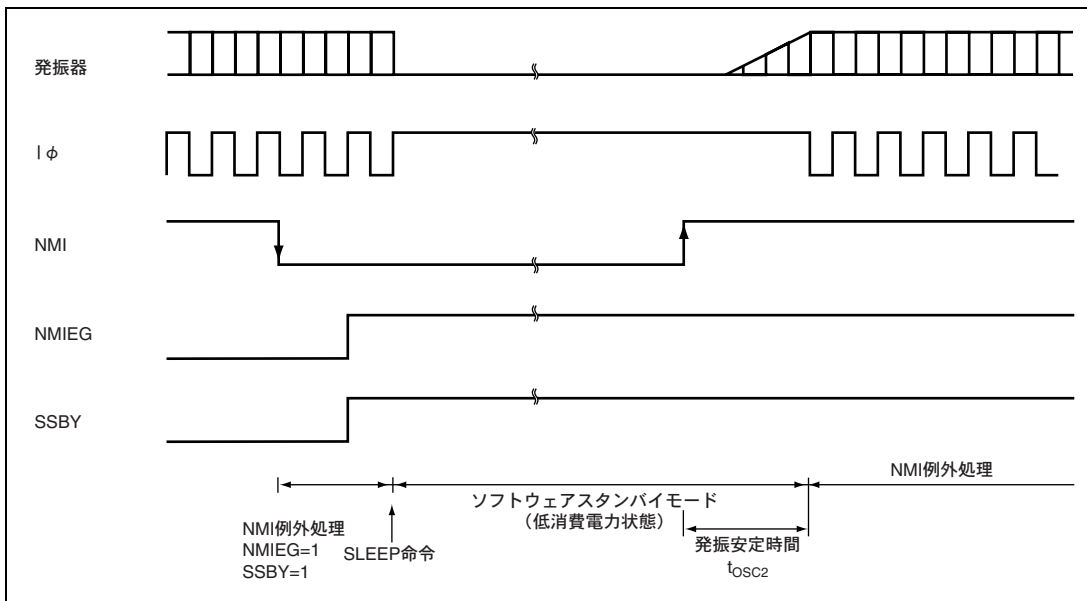 発振器
Iφ
NMI
NMIEG
SSBY
NMI例外処理
NMIEG=1
SSBY=1
SLEEP命令
ソフトウェアスタンバイモード
（低消費電力状態）
発振安定時間
tOSC2
NMI例外処理